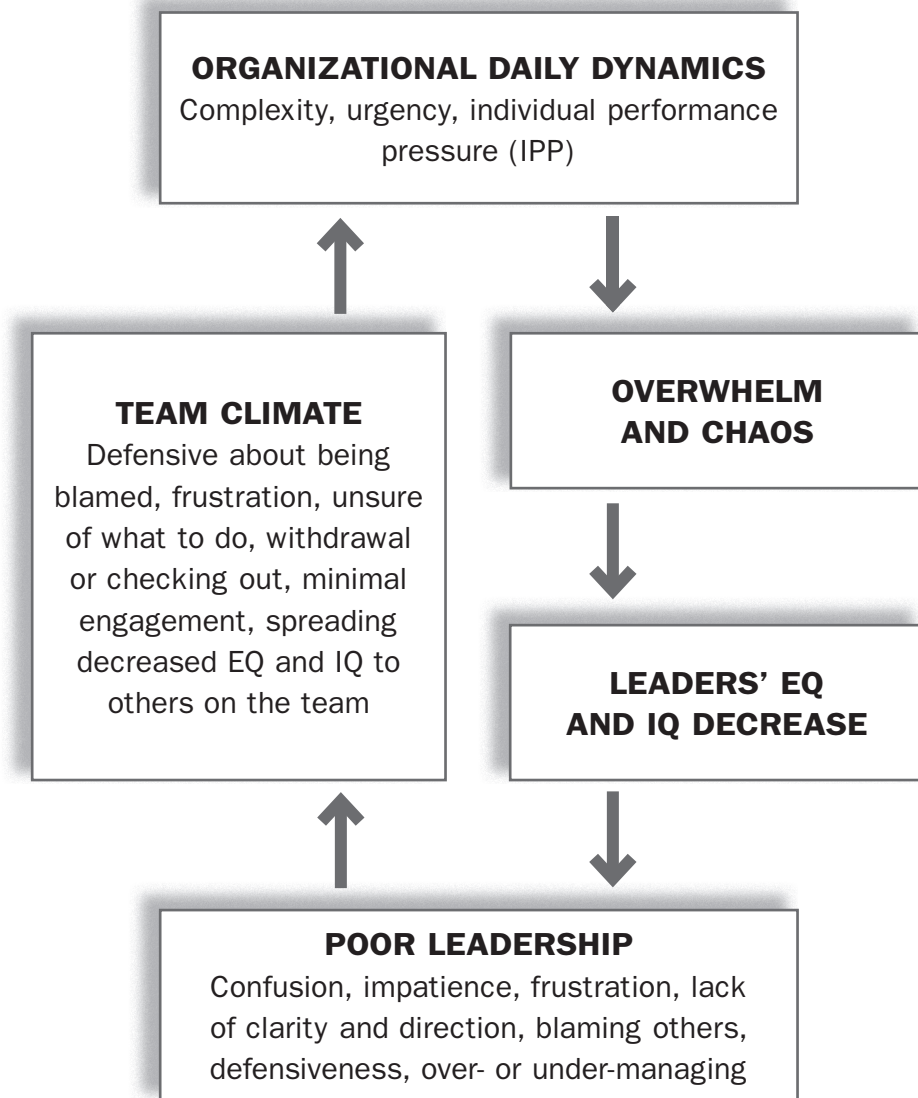 ORGANIZATIONAL DAILY DYNAMICS
Complexity, urgency, individual performance
pressure (IPP)
TEAM CLIMATE
Defensive about being
blamed, frustration, unsure
of what to do, withdrawal
or checking out, minimal
engagement, spreading
decreased EQ and IQ to
others on the team
OVERWHELM
AND CHAOS
LEADERS’ EQ
AND IQ DECREASE
POOR LEADERSHIP
Confusion, impatience, frustration, lack
of clarity and direction, blaming others,
defensiveness, over- or under-managing